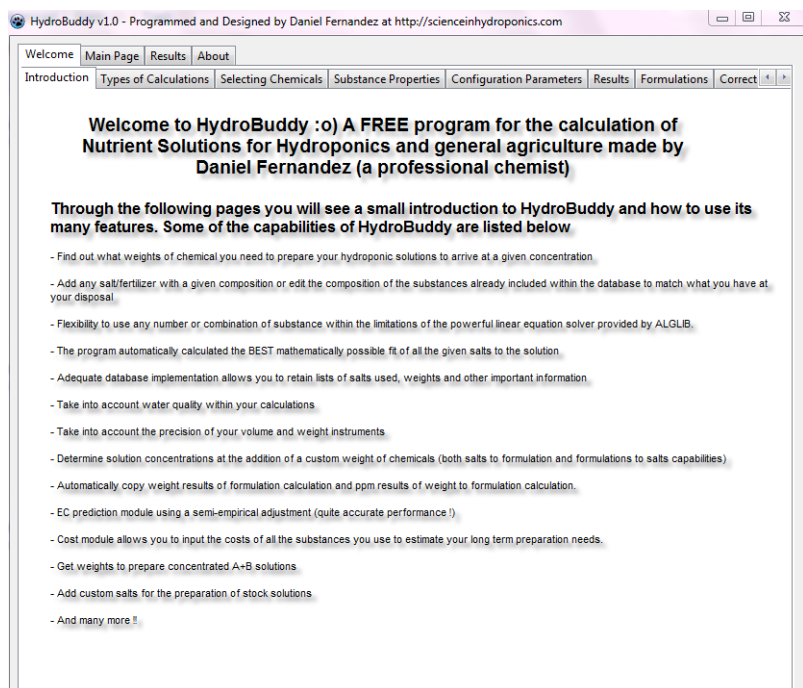 HydroBuddy v1.0 - Programmed and Designed by Daniel Fernandez at http://scienceinhydroponics.com
Welcome Main Page Results About
Introduction Types of Calculations Selecting Chemicals Substance Properties Configuration Parameters Results Formulations Correct
Welcome to HydroBuddy :o) A FREE program for the calculation of
Nutrient Solutions for Hydroponics and general agriculture made by
Daniel Fernandez (a professional chemist)
Through the following pages you will see a small introduction to HydroBuddy and how to use its
many features. Some of the capabilities of HydroBuddy are listed below
- Find out what weights of chemical you need to prepare your hydroponic solutions to arrive at a given concentration
- Add any salt/fertilizer with a given composition or edit the composition of the substances already included within the database to match what you have at
your disposal
- Flexibility to use any number or combination of substance within the limitations of the powerful linear equation solver provided by ALGLIB.
- The program automatically calculated the BEST mathematically possible fit of all the given salts to the solution
- Adequate database implementation allows you to retain lists of salts used, weights and other important information
- Take into account water quality within your calculations
- Take into account the precision of your volume and weight instruments
- Determine solution concentrations at the addition of a custom weight of chemicals (both salts to formulation and formulations to salts capabilities)
- Automatically copy weight results of formulation calculation and ppm results of weight to formulation calculation.
- EC prediction module using a semi-empirical adjustment (quite accurate performance !)
- Cost module allows you to input the costs of all the substances you use to estimate your long term preparation needs.
- Get weights to prepare concentrated A+B solutions
- Add custom salts for the preparation of stock solutions
- And many more !!